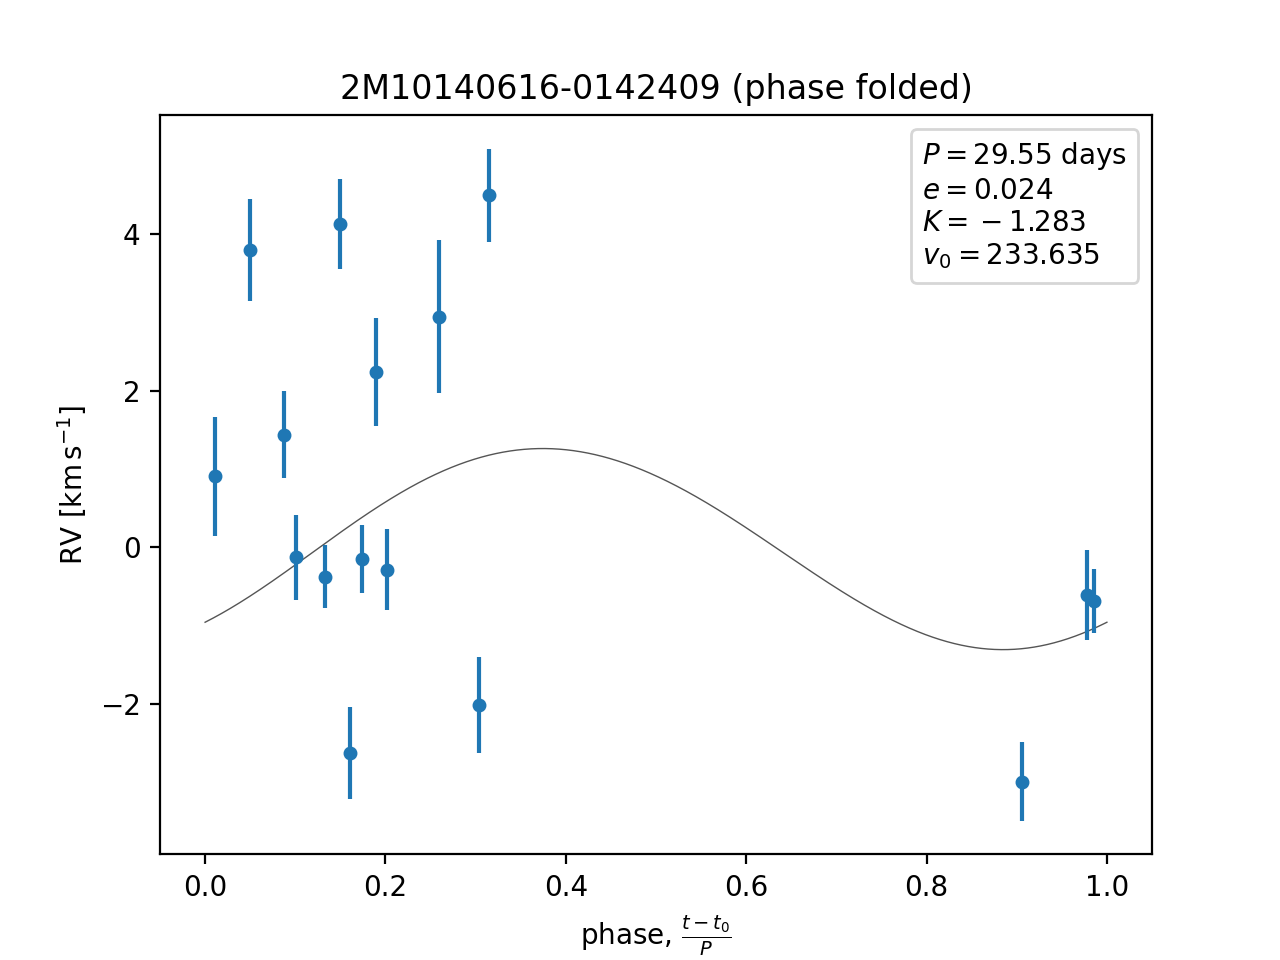 2M10140616-0142409 (phase folded)
P = 29.55 days
e = 0.024
K = −1.283
v₀ = 233.635
RV [km s⁻¹]
4
2
0
−2
0.0 0.2 0.4 0.6 0.8 1.0
phase, (t − t₀)/P